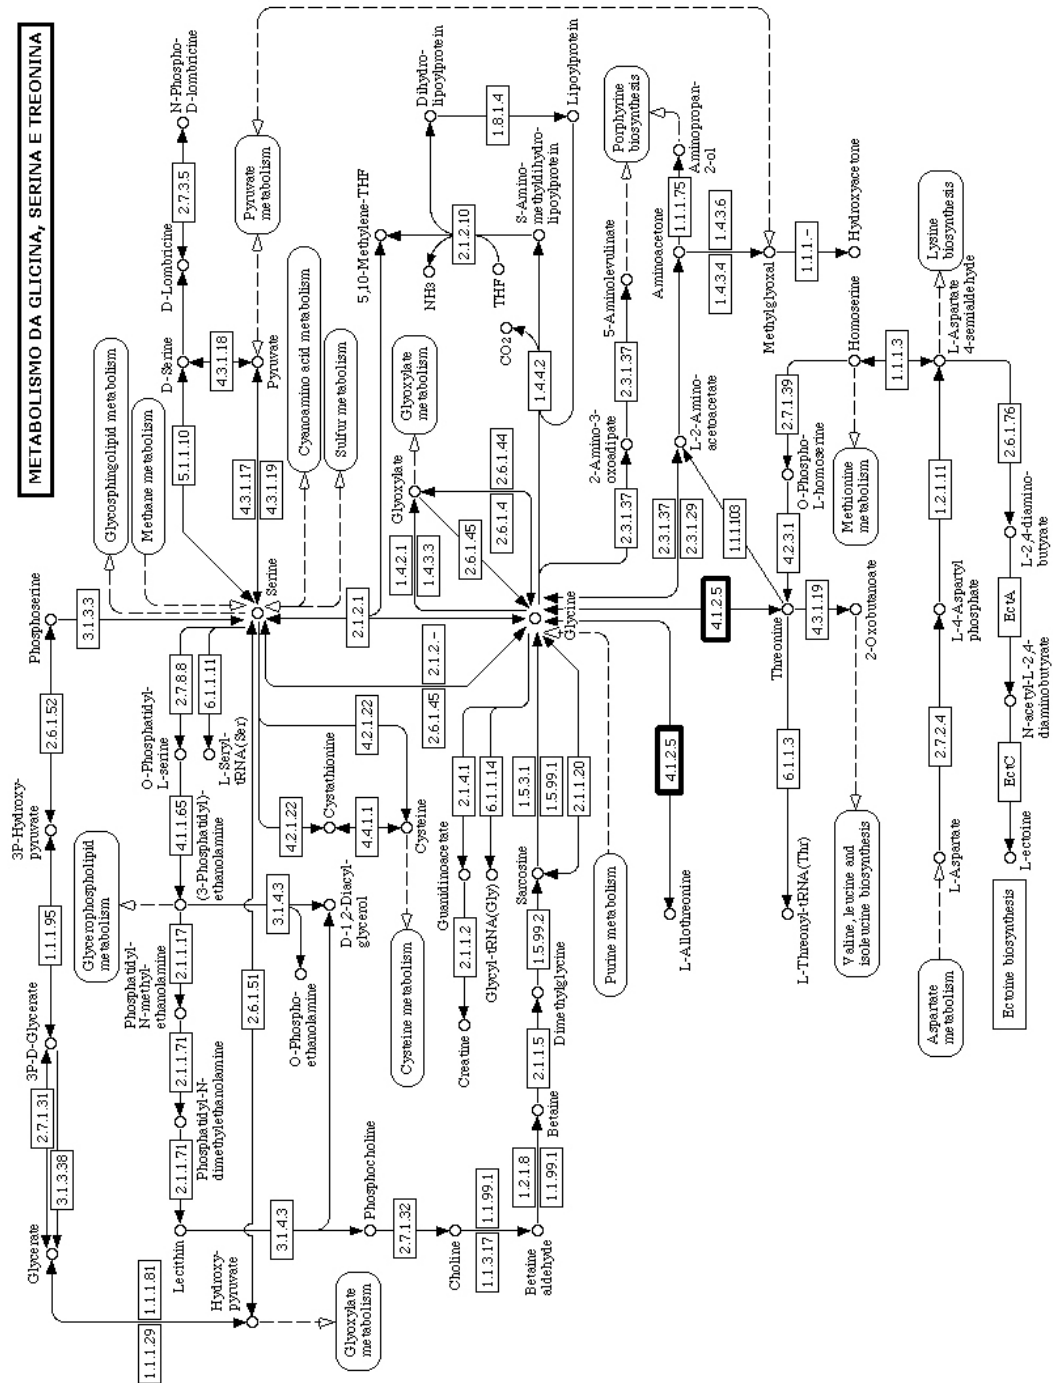 METABOLISMO DA GLICINA, SERINA E TREONINA
Glycerate
2.7.1.31
3.1.3.38
3P-D-Glycerate
1.1.1.95
3P-Hydroxy-
pyruvate
2.6.1.52
Phosphoserine
3.1.3.3
1.1.1.29
1.1.1.81
Glycosphingolipid metabolism
Methane metabolism
Glycerophospholipid
metabolism
Lecithin
2.1.1.71
Phosphatidyl-N-
dimethylethanolamine
2.1.1.71
Phosphatidyl-
N-methyl-
ethanolamine
2.1.1.17
(3-Phosphatidyl)-
ethanolamine
4.1.1.65
O-Phosphatidyl-
L-serine
2.7.8.8
6.1.1.11
L-Seryl-
tRNA(Ser)
5.1.1.10
D-Serine
D-Lombricine
2.7.3.5
N-Phospho-
D-lombricine
4.3.1.18
Hydroxy-
pyruvate
2.6.1.51
Serine
4.3.1.17
4.3.1.19
Pyruvate
Pyruvate
metabolism
Glyoxylate
metabolism
3.1.4.3
3.1.4.3
O-Phospho-
ethanolamine
D-1,2-Diacyl-
glycerol
4.2.1.22
Cystathionine
4.4.1.1
4.2.1.22
Cysteine
Cysteine metabolism
Cyanoamino acid metabolism
Sulfur metabolism
2.1.2.1
5,10-Methylene-THF
Phosphocholine
2.7.1.32
Choline
1.1.3.17
1.1.99.1
2.6.1.45
2.1.2.-
1.4.2.1
1.4.3.3
Glyoxylate
Glyoxylate
metabolism
2.6.1.45
2.6.1.4
2.6.1.44
NH3
2.1.2.10
THF
Dihydro-
lipoylprotein
1.8.1.4
Lipoylprotein
S-Amino-
methyldihydro-
lipoylprotein
CO2
1.4.4.2
Creatine
2.1.1.2
Guanidinoacetate
2.1.4.1
Glycyl-tRNA(Gly)
6.1.1.14
Betaine
aldehyde
1.2.1.8
1.1.99.1
Betaine
2.1.1.5
Dimethylglycine
1.5.99.2
Sarcosine
1.5.3.1
1.5.99.1
2.1.1.20
Glycine
Purine metabolism
2.3.1.37
2-Amino-3-
oxoadipate
2.3.1.37
5-Aminolevulinate
Porphyrine
biosynthesis
L-Allothreonine
4.1.2.5
4.1.2.5
2.3.1.37
2.3.1.29
L-2-Amino-
acetoacetate
1.1.1.103
Aminoacetone
1.1.1.75
Aminopropan-
2-ol
1.4.3.4
1.4.3.6
Methylglyoxal
1.1.1.-
Hydroxyacetone
L-Threonyl-tRNA(Thr)
6.1.1.3
Threonine
4.2.3.1
O-Phospho-
L-homoserine
2.7.1.39
Homoserine
4.3.1.19
2-Oxobutanoate
Valine, leucine and
isoleucine biosynthesis
Methionine
metabolism
1.1.1.3
Aspartate
metabolism
L-Aspartate
2.7.2.4
L-4-Aspartyl
phosphate
1.2.1.11
L-Aspartate
4-semialdehyde
Lysine
biosynthesis
Ectoine biosynthesis
L-ectoine
EctC
N-acetyl-L-2,4-
diaminobutyrate
EctA
L-2,4-diamino-
butyrate
2.6.1.76